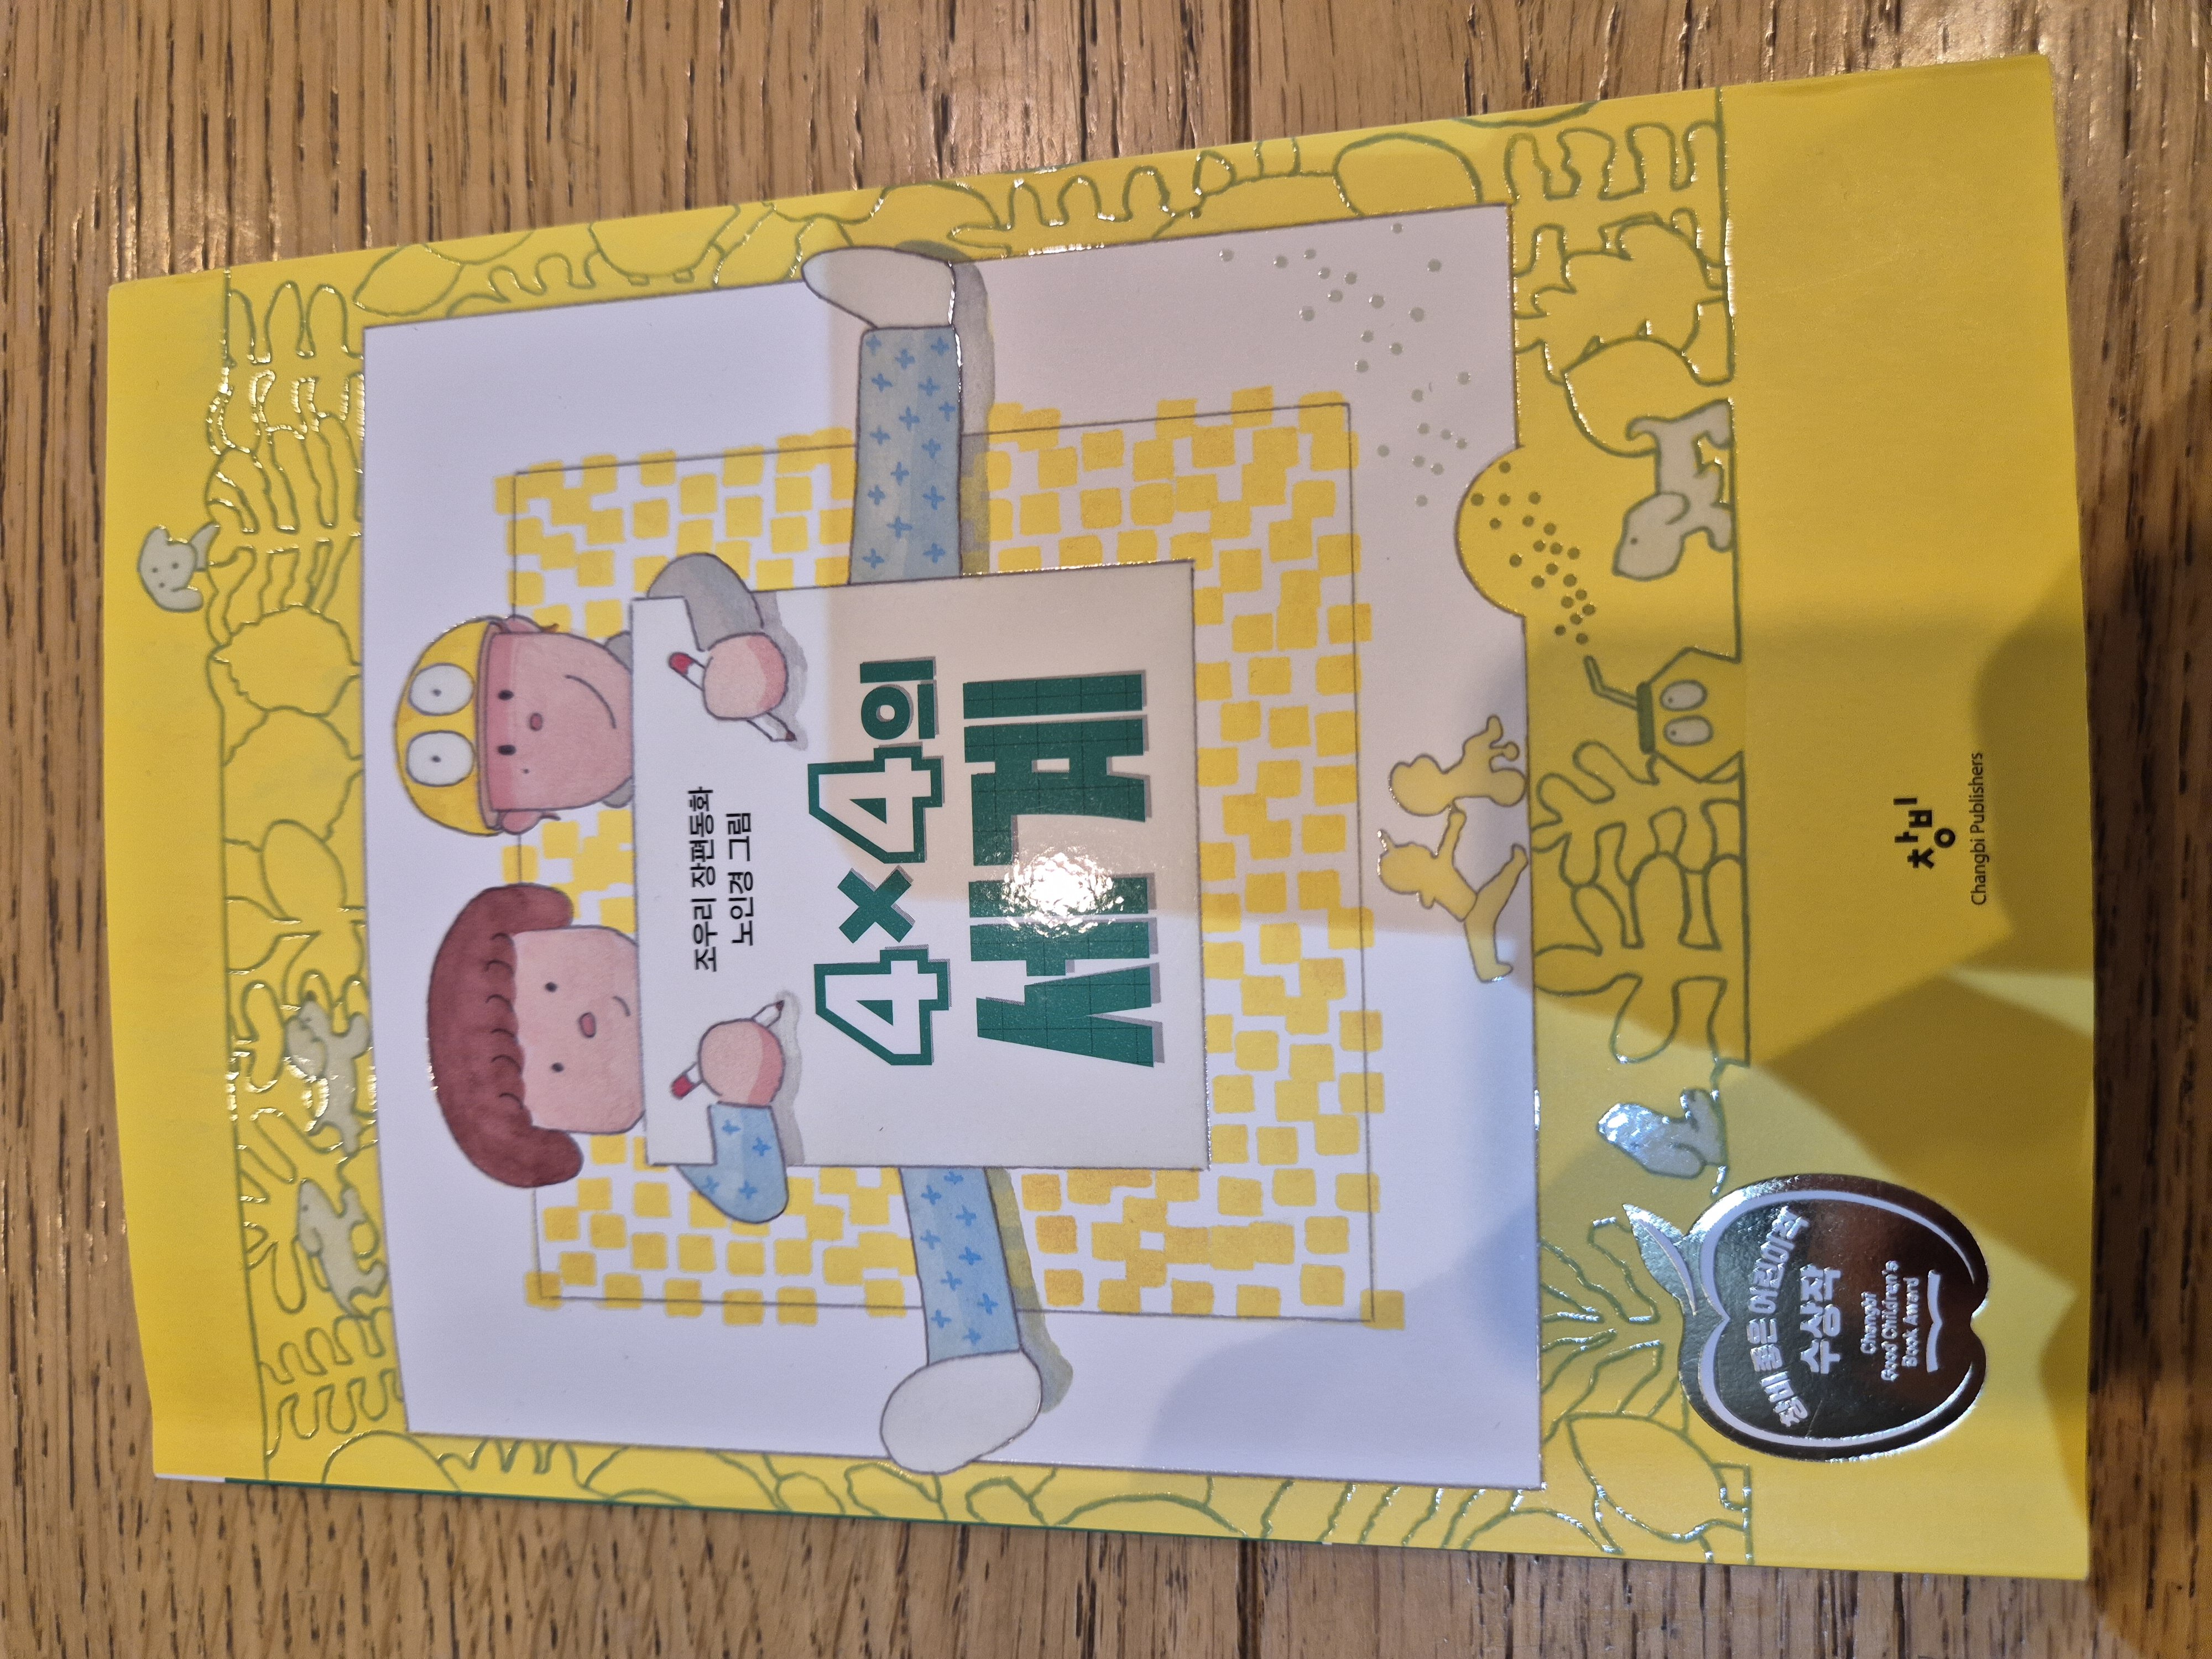 조우리 장편동화
노인경 그림
4×4의
세계
창비 좋은 어린이책
수상작
Changbi
Good Children's
Book Award
창비
Changbi Publishers